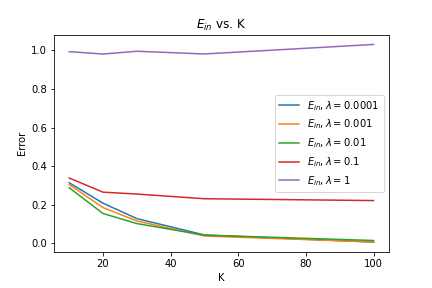 E_in vs. K
1.0
0.8
0.6
0.4
0.2
0.0
Error
E_in, λ = 0.0001
E_in, λ = 0.001
E_in, λ = 0.01
E_in, λ = 0.1
E_in, λ = 1
20 40 60 80 100
K